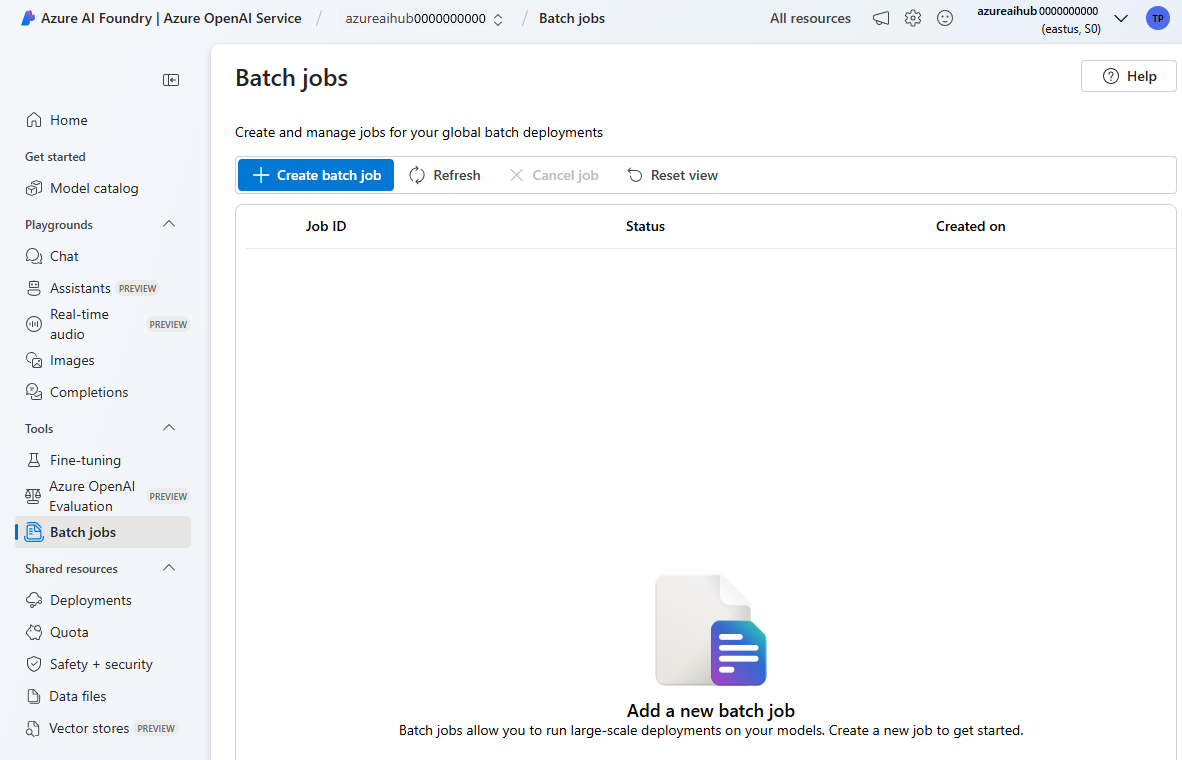 Azure AI Foundry | Azure OpenAI Service / azureaihub0000000000 / Batch jobs All resources azureaihub0000000000 TP
(eastus, S0)
Batch jobs
Help
Home
Create and manage jobs for your global batch deployments
Get started
Create batch job Refresh Cancel job Reset view
Model catalog
Playgrounds
Job ID Status Created on
Chat
Assistants PREVIEW
Real-time
audio PREVIEW
Images
Completions
Tools
Fine-tuning
Azure OpenAI
Evaluation PREVIEW
Batch jobs
Shared resources
Deployments
Quota
Safety + security
Data files
Vector stores PREVIEW
Add a new batch job
Batch jobs allow you to run large-scale deployments on your models. Create a new job to get started.